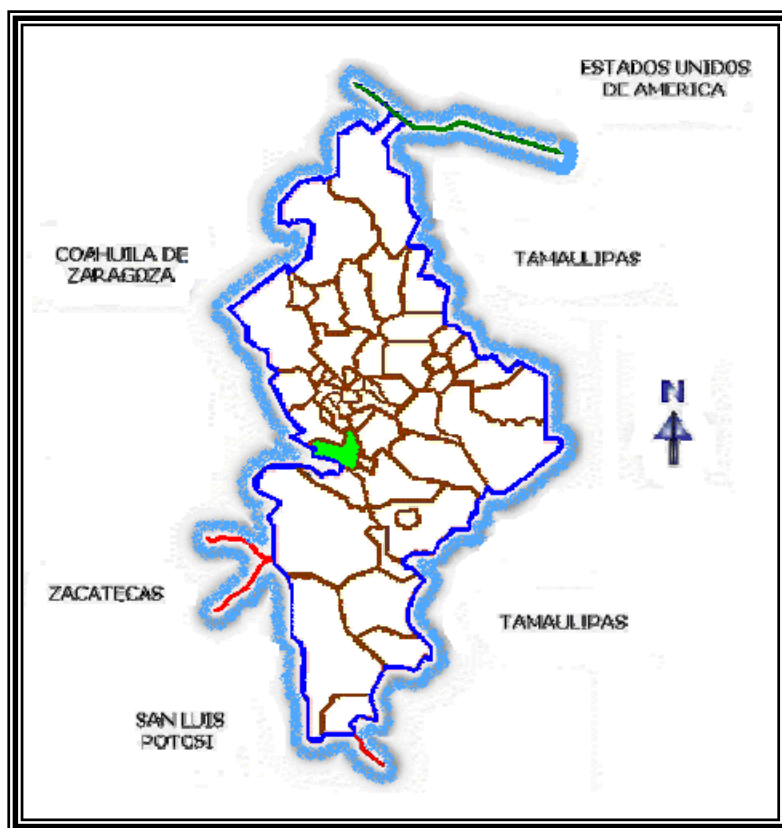 ESTADOS UNIDOS
DE AMERICA
COAHUILA DE
ZARAGOZA
TAMAULIPAS
N
ZACATECAS
TAMAULIPAS
SAN LUIS
POTOSI